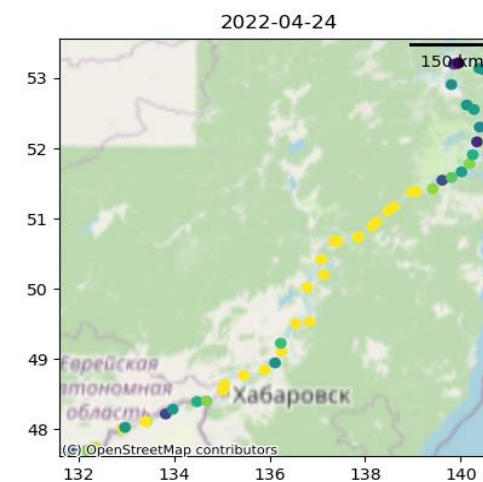 2022-04-24
150 km
53
52
51
50
49
48
Еврейская
автономная
область
Хабаровск
(C) OpenStreetMap contributors
132 134 136 138 140